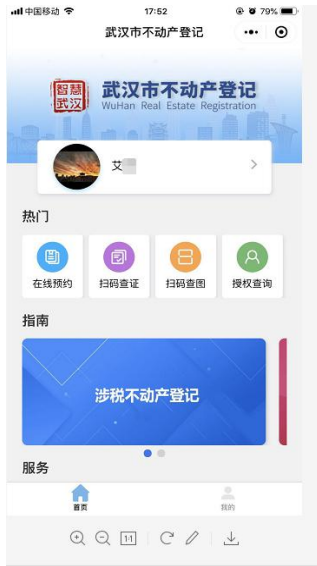 中国移动 17:52 79%
武汉市不动产登记
智慧武汉 武汉市不动产登记
WuHan Real Estate Registration
艾
热门
在线预约 扫码查证 扫码查图 授权查询
指南
涉税不动产登记
服务
首页 我的
1:1